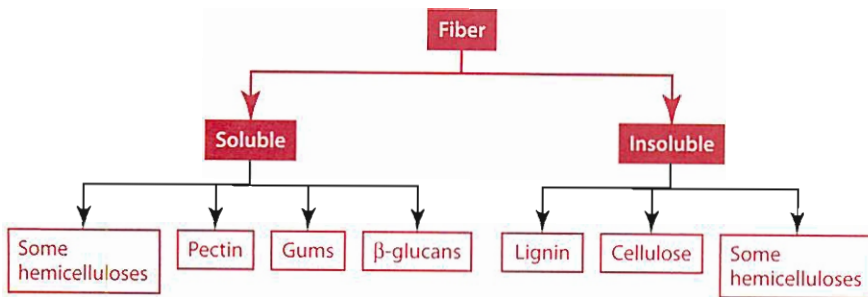 Fiber
Soluble
Insoluble
Some
hemicelluloses
Pectin
Gums
β-glucans
Lignin
Cellulose
Some
hemicelluloses